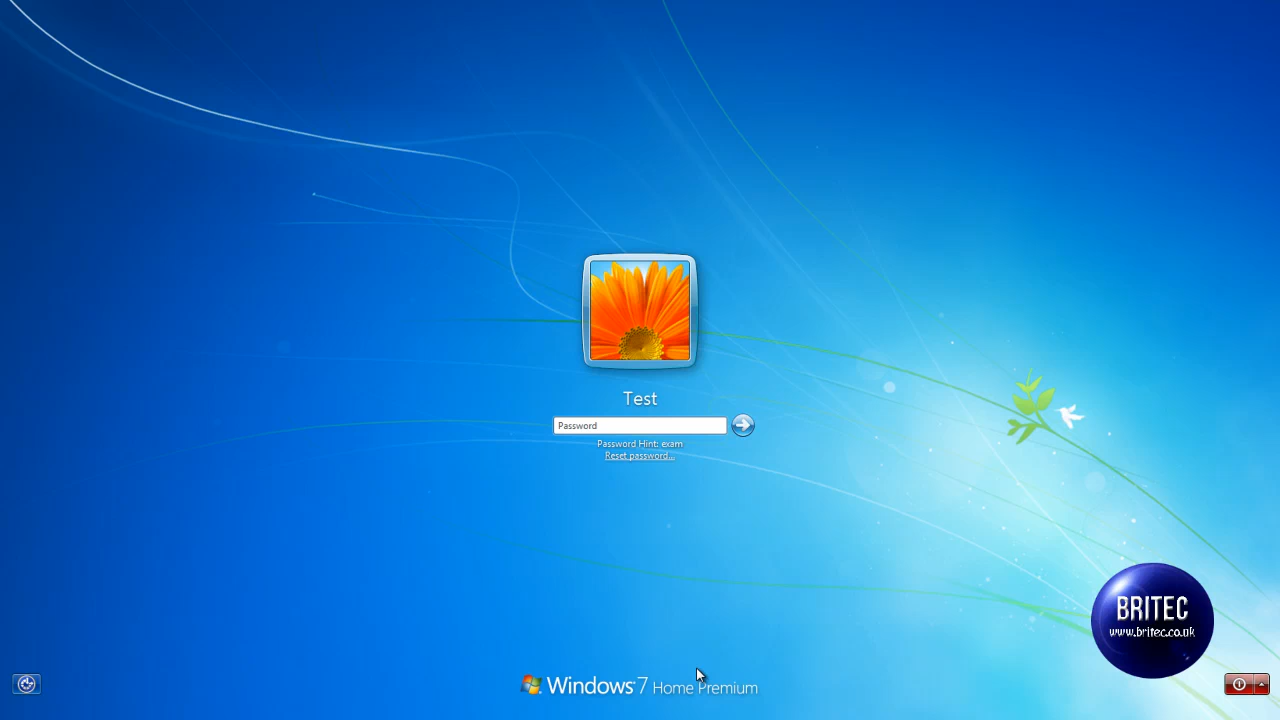 Test
Password
Password Hint: exam
Reset password...
BRITEC
www.britec.co.uk
Windows 7 Home Premium